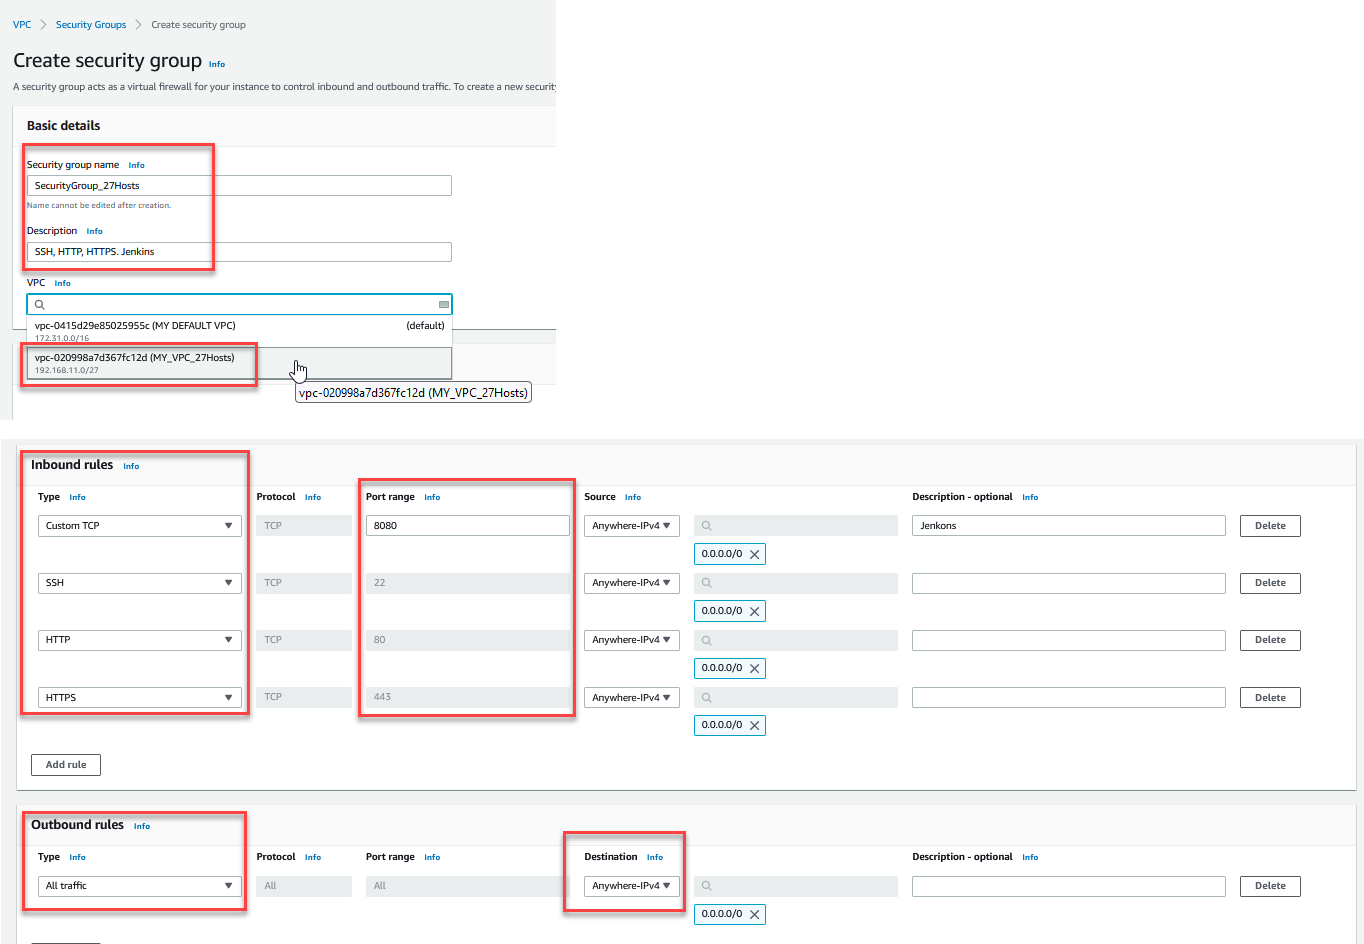 VPC > Security Groups > Create security group
Create security group Info
A security group acts as a virtual firewall for your instance to control inbound and outbound traffic. To create a new security
Basic details
Security group name Info
SecurityGroup_27Hosts
Name cannot be edited after creation.
Description Info
SSH, HTTP, HTTPS. Jenkins
VPC Info
vpc-0415d29e85025955c (MY DEFAULT VPC) (default)
172.31.0.0/16
vpc-020998a7d367fc12d (MY_VPC_27Hosts)
192.168.11.0/27
vpc-020998a7d367fc12d (MY_VPC_27Hosts)
Inbound rules Info
Type Info Protocol Info Port range Info Source Info Description - optional Info
Custom TCP TCP 8080 Anywhere-IPv4 Jenkons Delete
0.0.0.0/0
SSH TCP 22 Anywhere-IPv4 Delete
0.0.0.0/0
HTTP TCP 80 Anywhere-IPv4 Delete
0.0.0.0/0
HTTPS TCP 443 Anywhere-IPv4 Delete
0.0.0.0/0
Add rule
Outbound rules Info
Type Info Protocol Info Port range Info Destination Info Description - optional Info
All traffic All All Anywhere-IPv4 Delete
0.0.0.0/0